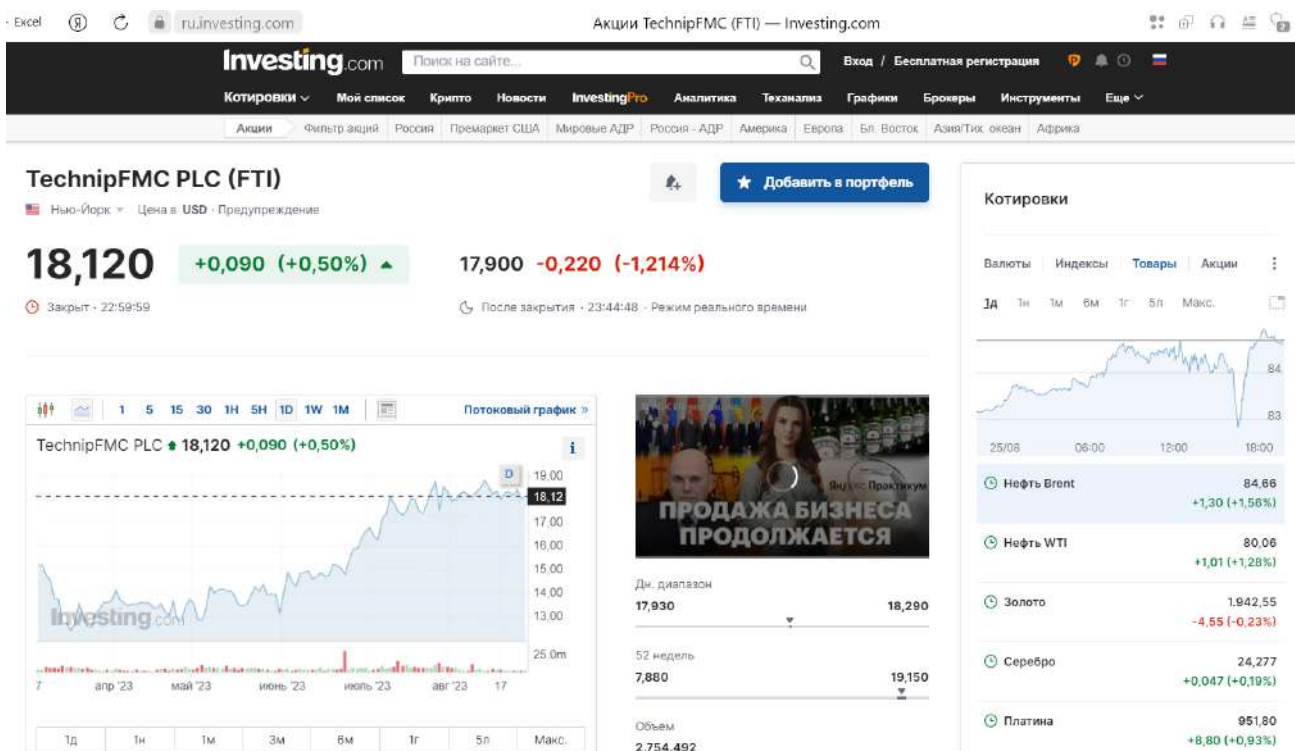 Excel
Я
ru.investing.com
Акции TechnipFMC (FTI) — Investing.com
2
Investing.com
Поиск на сайте...
Вход / Бесплатная регистрация
Котировки
Мой список
Крипто
Новости
InvestingPro
Аналитика
Теханализ
Графики
Брокеры
Инструменты
Еще
Акции
Фильтр акций
Россия
Премаркет США
Мировые АДР
Россия - АДР
Америка
Европа
Бл. Восток
Азия/Тих. океан
Африка
TechnipFMC PLC (FTI)
Добавить в портфель
Нью-Йорк
Цена в USD · Предупреждение
18,120 +0,090 (+0,50%)
17,900 -0,220 (-1,214%)
Закрыт · 22:59:59
После закрытия · 23:44:48 · Режим реального времени
1 5 15 30 1H 5H 1D 1W 1M
Потоковый график »
TechnipFMC PLC 18,120 +0,090 (+0,50%)
i
D
19,00
18,12
17,00
16,00
15,00
14,00
13,00
Investing.com
25.0m
7 апр '23 май '23 июнь '23 июль '23 авг '23 17
1д 1н 1м 3м 6м 1г 5л Макс.
Яндекс Практикум
ПРОДАЖА БИЗНЕСА
ПРОДОЛЖАЕТСЯ
Дн. диапазон
17,930 18,290
52 недель
7,880 19,150
Объем
2.754.492
Котировки
Валюты Индексы Товары Акции
1д 1н 1м 6м 1г 5л Макс.
84
83
25/08 06:00 12:00 18:00
Нефть Brent 84,66
+1,30 (+1,56%)
Нефть WTI 80,06
+1,01 (+1,28%)
Золото 1.942,55
-4,55 (-0,23%)
Серебро 24,277
+0,047 (+0,19%)
Платина 951,80
+8,80 (+0,93%)